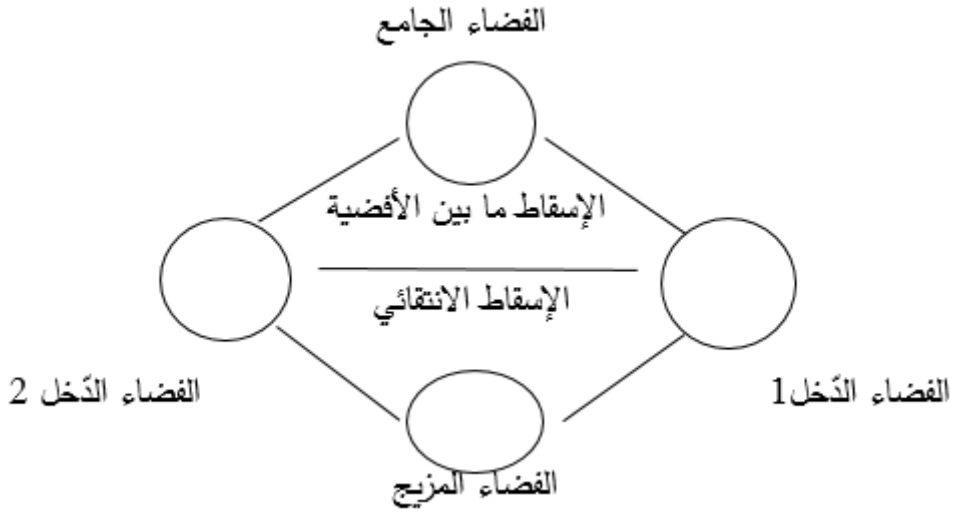 الفضاء الجامع
الإسقاط ما بين الأفضية
الإسقاط الانتقائي
الفضاء الدّخل1
الفضاء الدّخل 2
الفضاء المزيج